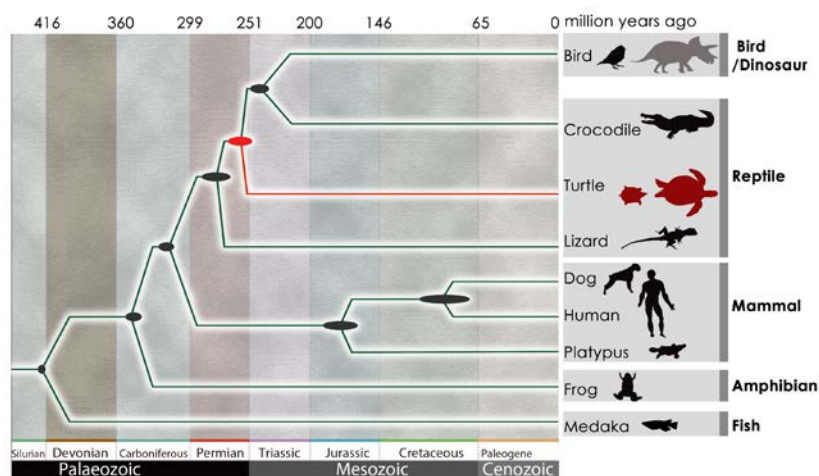 416 360 299 251 200 146 65 0 million years ago
Bird
Bird
/Dinosaur
Crocodile
Turtle
Reptile
Lizard
Dog
Human
Mammal
Platypus
Frog
Amphibian
Medaka
Fish
Silurian Devonian Carboniferous Permian Triassic Jurassic Cretaceous Paleogene
Palaeozoic Mesozoic Cenozoic